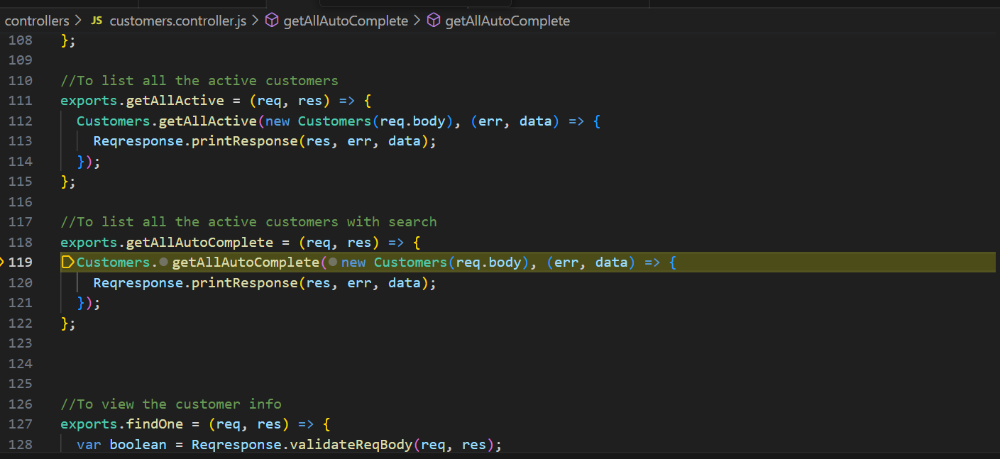 controllers > JS customers.controller.js > getAllAutoComplete > getAllAutoComplete
108 };
109
110 //To list all the active customers
111 exports.getAllActive = (req, res) => {
112 Customers.getAllActive(new Customers(req.body), (err, data) => {
113 Reqresponse.printResponse(res, err, data);
114 });
115 };
116
117 //To list all the active customers with search
118 exports.getAllAutoComplete = (req, res) => {
119 Customers.getAllAutoComplete(new Customers(req.body), (err, data) => {
120 Reqresponse.printResponse(res, err, data);
121 });
122 };
123
124
125
126 //To view the customer info
127 exports.findOne = (req, res) => {
128 var boolean = Reqresponse.validateReqBody(req, res);